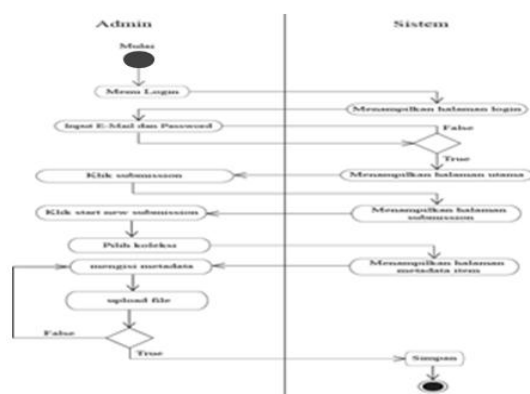 Admin
Sistem
Mulai
Menu Login
Menampilkan halaman login
Input E-Mail dan Password
False
True
Klik submission
Menampilkan halaman utama
Klik start new submission
Menampilkan halaman
submission
Pilih koleksi
mengisi metadata
Menampilkan halaman
metadata item
upload file
False
True
Simpan